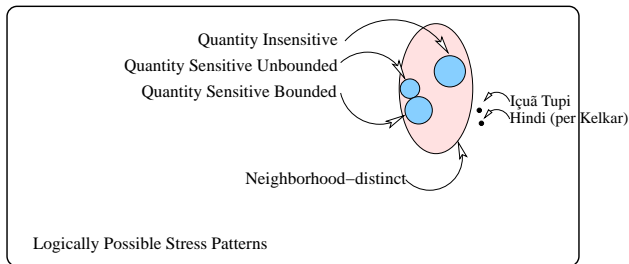 Quantity Insensitive
Quantity Sensitive Unbounded
Quantity Sensitive Bounded
Içuã Tupi
Hindi (per Kelkar)
Neighborhood−distinct
Logically Possible Stress Patterns